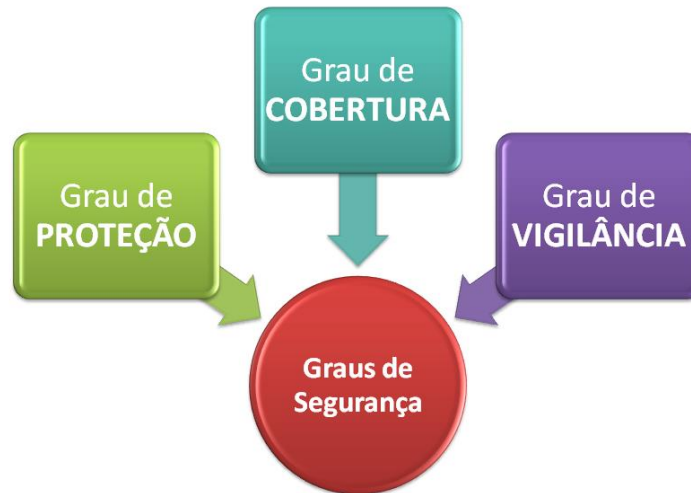 Grau de
COBERTURA
Grau de
PROTEÇÃO
Grau de
VIGILÂNCIA
Graus de
Segurança